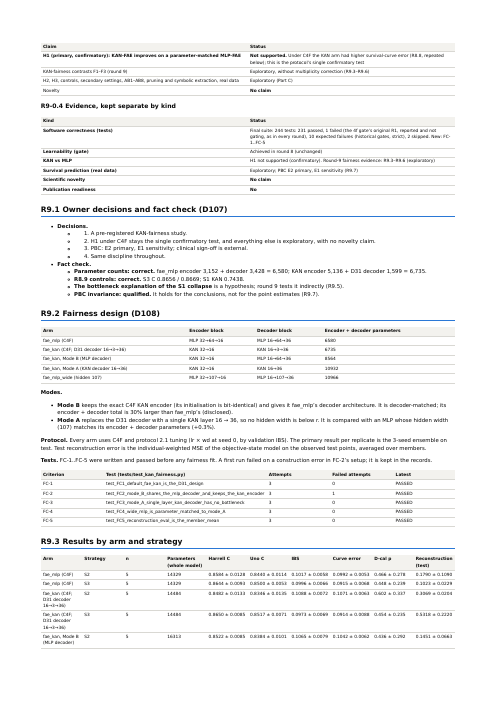 Claim Status
H1 (primary, confirmatory): KAN-FAE improves on a parameter-matched MLP-FAE Not supported. Under C4F the KAN arm had higher survival-curve error (R8.8, repeated
below); this is the protocol's single confirmatory test
KAN-fairness contrasts F1-F3 (round 9) Exploratory, without multiplicity correction (R9.3-R9.6)
H2, H3, controls, secondary settings, AB1-AB8, pruning and symbolic extraction, real data Exploratory (Part C)
Novelty No claim
R9-0.4 Evidence, kept separate by kind
Kind Status
Software correctness (tests) Final suite: 244 tests: 231 passed, 1 failed (the 4f gate's original R1, reported and
not gating, as in every round), 10 expected failures (historical gates, strict), 2 skipped. New: FC-
1..FC-5
Learnability (gate) Achieved in round 8 (unchanged)
KAN vs MLP H1 not supported (confirmatory). Round-9 fairness evidence: R9.3-R9.6 (exploratory)
Survival prediction (real data) Exploratory; PBC E2 primary, E1 sensitivity (R9.7)
Scientific novelty No claim
Publication readiness No
R9.1 Owner decisions and fact check (D107)
• Decisions.
1. A pre-registered KAN-fairness study.
2. H1 under C4F stays the single confirmatory test, and everything else is exploratory, with no novelty claim.
3. PBC: E2 primary, E1 sensitivity; clinical sign-off is external.
4. Same discipline throughout.
• Fact check.
Parameter counts: correct. fae_mlp encoder 3,152 + decoder 3,428 = 6,580; KAN encoder 5,136 + D31 decoder 1,599 = 6,735.
R8.9 controls: correct. S3 C 0.8656 / 0.8669; S1 KAN 0.7438.
The bottleneck explanation of the S1 collapse is a hypothesis; round 9 tests it indirectly (R9.5).
PBC invariance: qualified. It holds for the conclusions, not for the point estimates (R9.7).
R9.2 Fairness design (D108)
Arm Encoder block Decoder block Encoder + decoder parameters
fae_mlp (C4F) MLP 32→64→16 MLP 16→64→36 6580
fae_kan (C4F; D31 decoder 16→3→36) KAN 32→16 KAN 16→3→36 6735
fae_kan, Mode B (MLP decoder) KAN 32→16 MLP 16→64→36 8564
fae_kan, Mode A (KAN decoder 16→36) KAN 32→16 KAN 16→36 10932
fae_mlp_wide (hidden 107) MLP 32→107→16 MLP 16→107→36 10966
Modes.
• Mode B keeps the exact C4F KAN encoder (its initialisation is bit-identical) and gives it fae_mlp's decoder architecture. It is decoder-matched; its
encoder + decoder total is 30% larger than fae_mlp's (disclosed).
• Mode A replaces the D31 decoder with a single KAN layer 16 → 36, so no hidden width is below r. It is compared with an MLP whose hidden width
(107) matches its encoder + decoder parameters (+0.3%).
Protocol. Every arm uses C4F and protocol 2.1 tuning (lr × wd at seed 0, by validation IBS). The primary result per replicate is the 3-seed ensemble on
test. Test reconstruction error is the individual-weighted MSE of the objective-state model on the observed test points, averaged over members.
Tests. FC-1..FC-5 were written and passed before any fairness fit. A first run failed on a construction error in FC-2's setup; it is kept in the records.
Criterion Test (tests/test_kan_fairness.py) Attempts Failed attempts Latest
FC-1 test_FC1_default_fae_kan_is_the_D31_design 3 0 PASSED
FC-2 test_FC2_mode_B_shares_the_mlp_decoder_and_keeps_the_kan_encoder 3 1 PASSED
FC-3 test_FC3_mode_A_single_layer_kan_decoder_has_no_bottleneck 3 0 PASSED
FC-4 test_FC4_wide_mlp_is_parameter_matched_to_mode_A 3 0 PASSED
FC-5 test_FC5_reconstruction_eval_is_the_member_mean 3 0 PASSED
R9.3 Results by arm and strategy
Arm Strategy n Parameters (whole model) Harrell C Uno C IBS Curve error D-cal p Reconstruction (test)
fae_mlp (C4F) S2 5 14329 0.8584 ± 0.0128 0.8440 ± 0.0114 0.1017 ± 0.0058 0.0992 ± 0.0053 0.466 ± 0.278 0.1790 ± 0.1090
fae_mlp (C4F) S3 5 14329 0.8644 ± 0.0093 0.8500 ± 0.0053 0.0996 ± 0.0058 0.0915 ± 0.0068 0.448 ± 0.239 0.1023 ± 0.0229
fae_kan (C4F; D31 decoder 16→3→36) S2 5 14484 0.8482 ± 0.0133 0.8346 ± 0.0135 0.1088 ± 0.0072 0.1071 ± 0.0063 0.602 ± 0.337 0.3069 ± 0.0204
fae_kan (C4F; D31 decoder 16→3→36) S3 5 14484 0.8650 ± 0.0085 0.8517 ± 0.0071 0.0973 ± 0.0069 0.0914 ± 0.0088 0.454 ± 0.235 0.5318 ± 0.2220
fae_kan, Mode B (MLP decoder) S2 5 16313 0.8522 ± 0.0085 0.8384 ± 0.0101 0.1065 ± 0.0079 0.1042 ± 0.0062 0.436 ± 0.292 0.1451 ± 0.0663